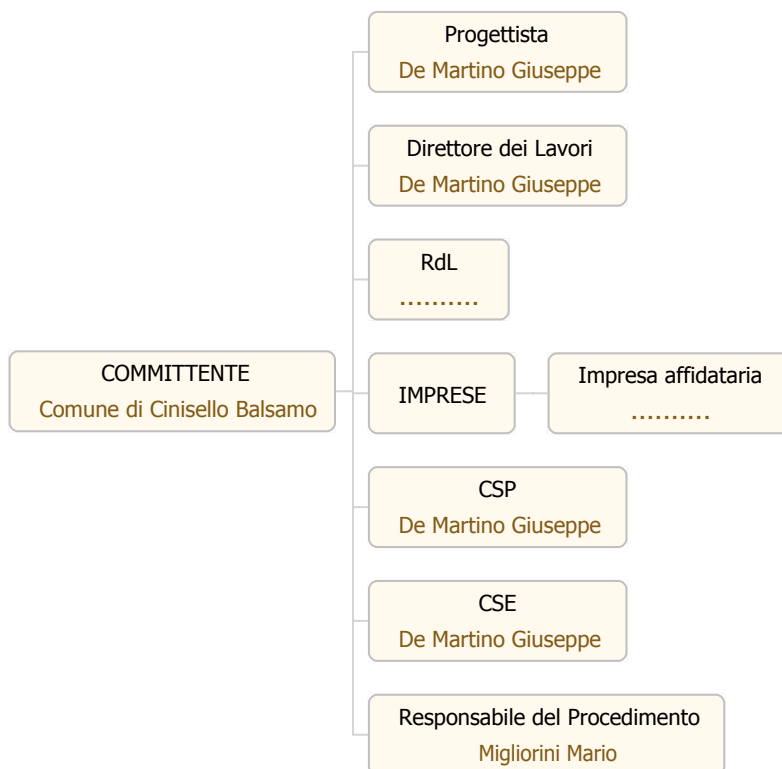 Progettista
De Martino Giuseppe
Direttore dei Lavori
De Martino Giuseppe
RdL
..........
COMMITTENTE
Comune di Cinisello Balsamo
IMPRESE
Impresa affidataria
..........
CSP
De Martino Giuseppe
CSE
De Martino Giuseppe
Responsabile del Procedimento
Migliorini Mario